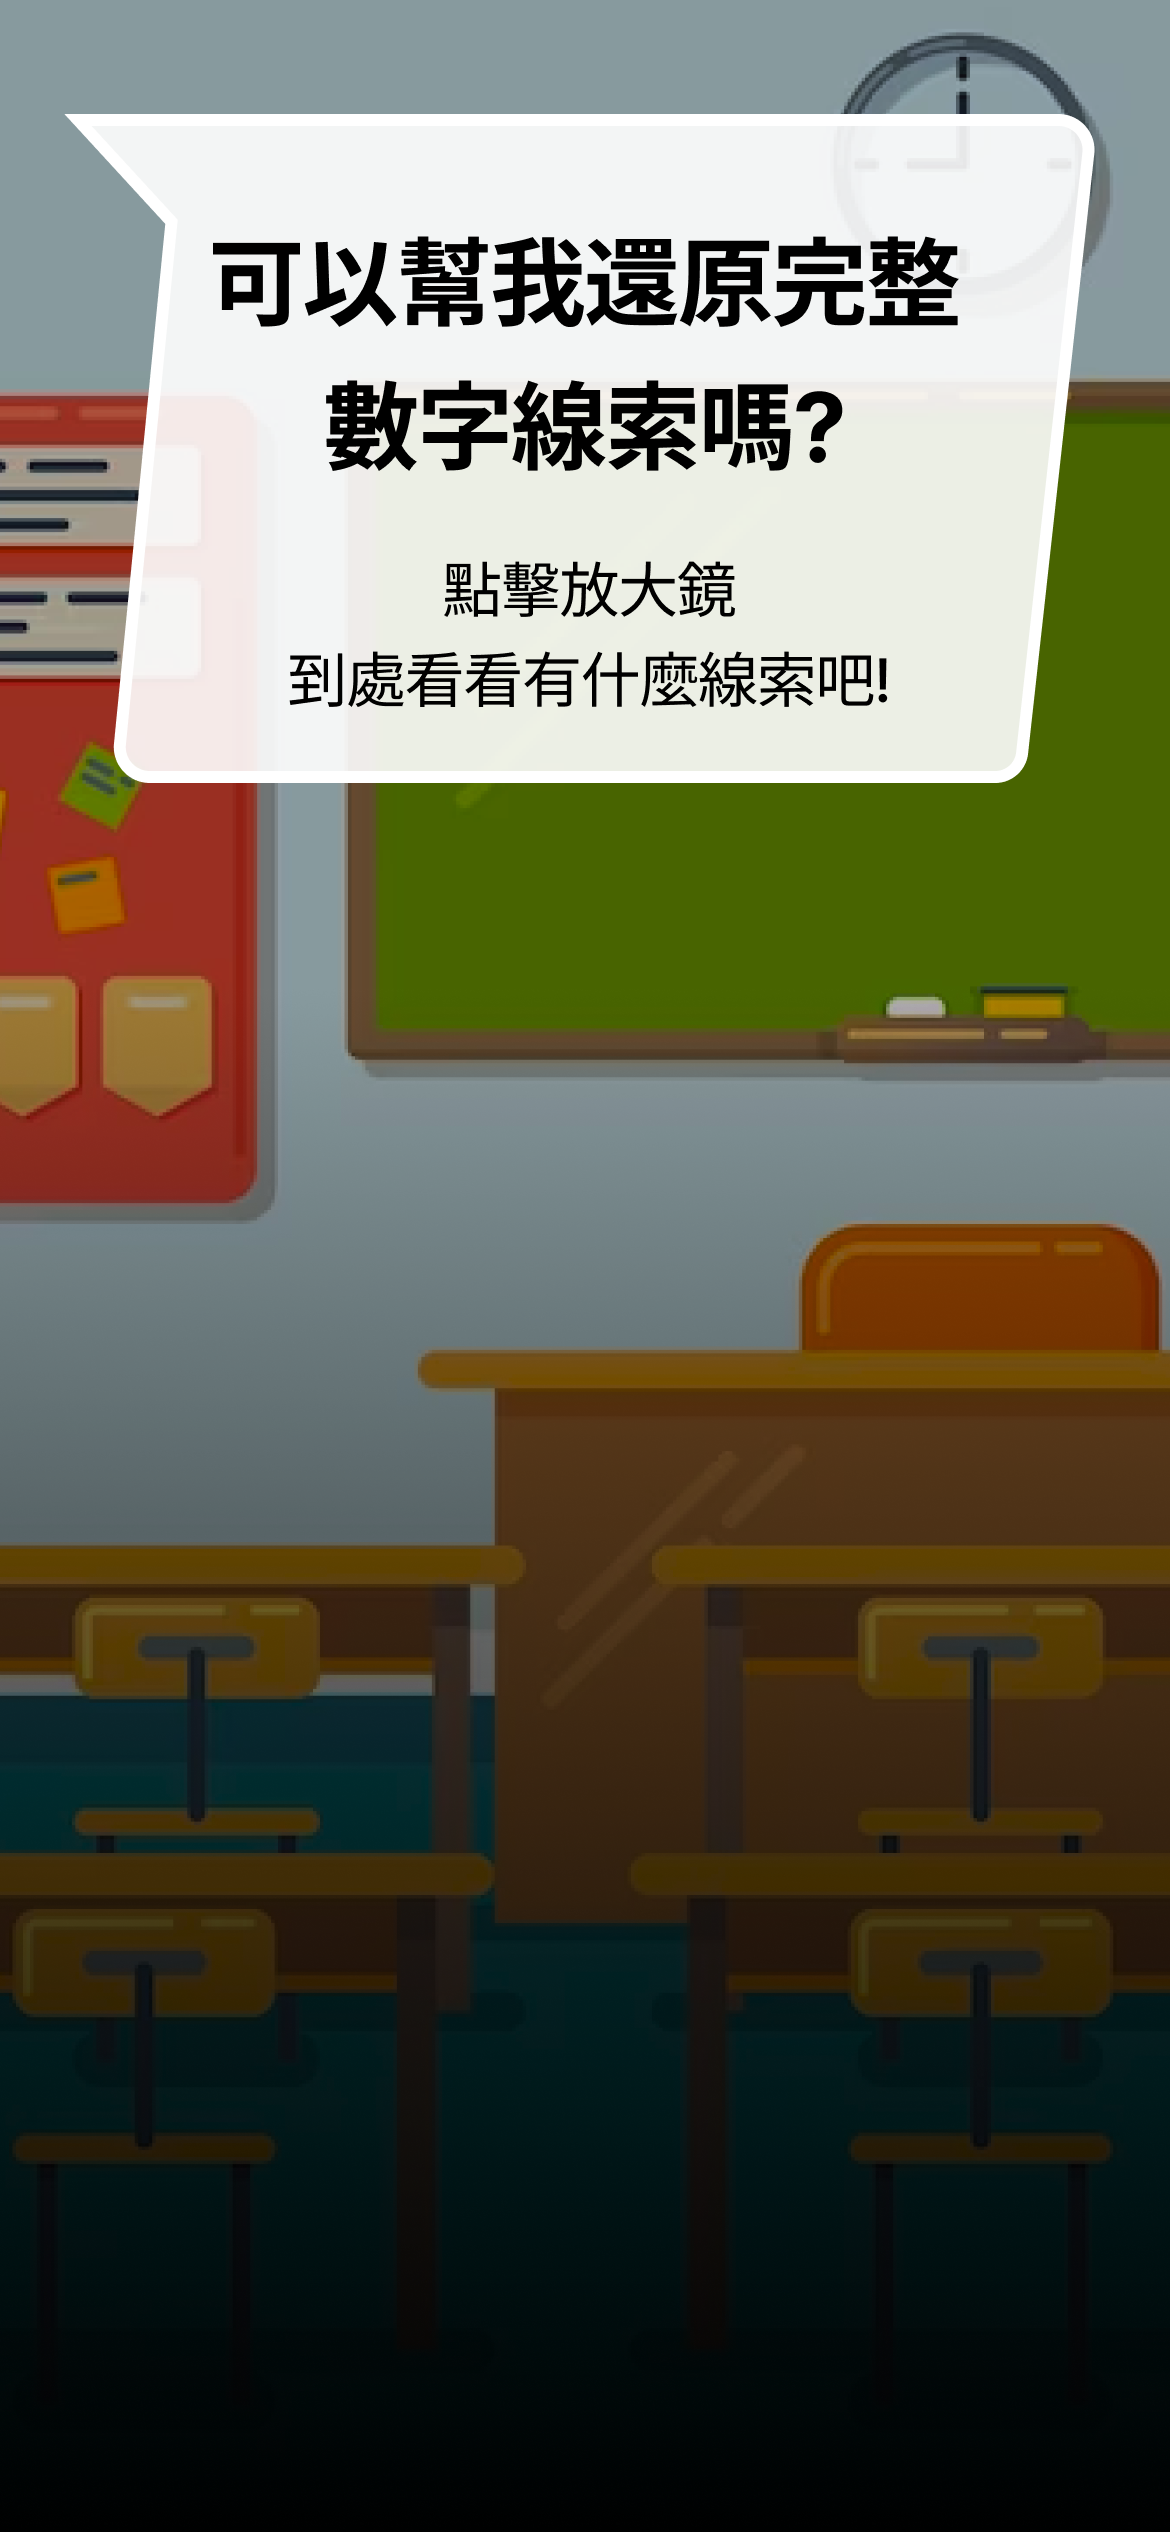 可以幫我還原完整
數字線索嗎?
點擊放大鏡
到處看看有什麼線索吧!